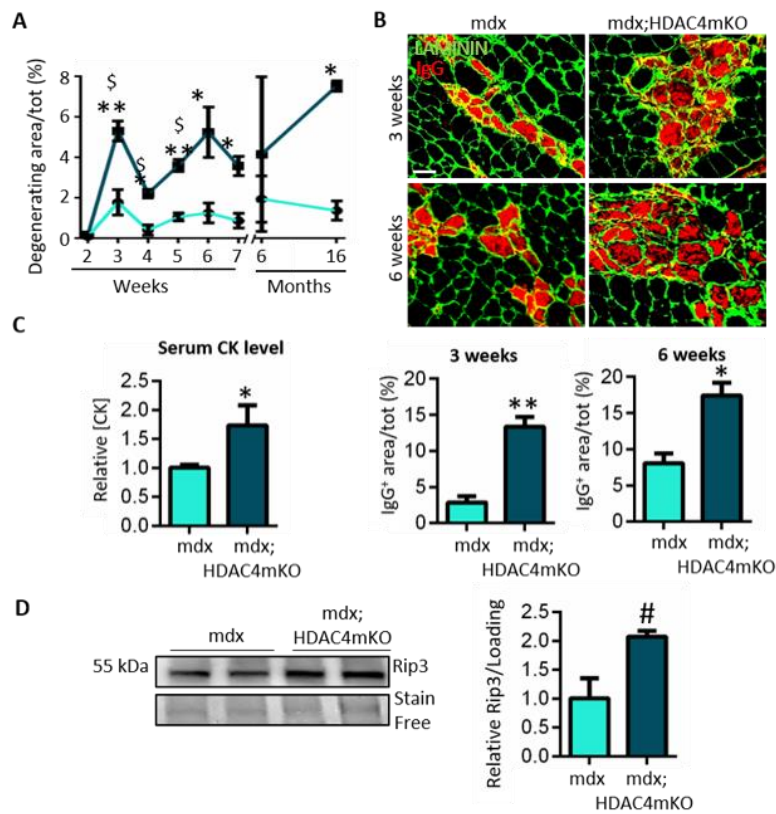 A
Degenerating area/tot (%)
8
6
4
2
0
$
**
$
*
$
**
*
*
*
2 3 4 5 6 7 6 16
Weeks Months
B
mdx mdx;HDAC4mKO
LAMININ
IgG
3 weeks
6 weeks
3 weeks
IgG⁺ area/tot (%)
20
15
10
5
0
**
mdx mdx;
HDAC4mKO
6 weeks
IgG⁺ area/tot (%)
20
15
10
5
0
*
mdx mdx;
HDAC4mKO
C
Serum CK level
Relative [CK]
2.5
2.0
1.5
1.0
0.5
0.0
*
mdx mdx;
HDAC4mKO
D
mdx mdx;
HDAC4mKO
55 kDa Rip3
Stain
Free
Relative Rip3/Loading
2.5
2.0
1.5
1.0
0.5
0.0
#
mdx mdx;
HDAC4mKO